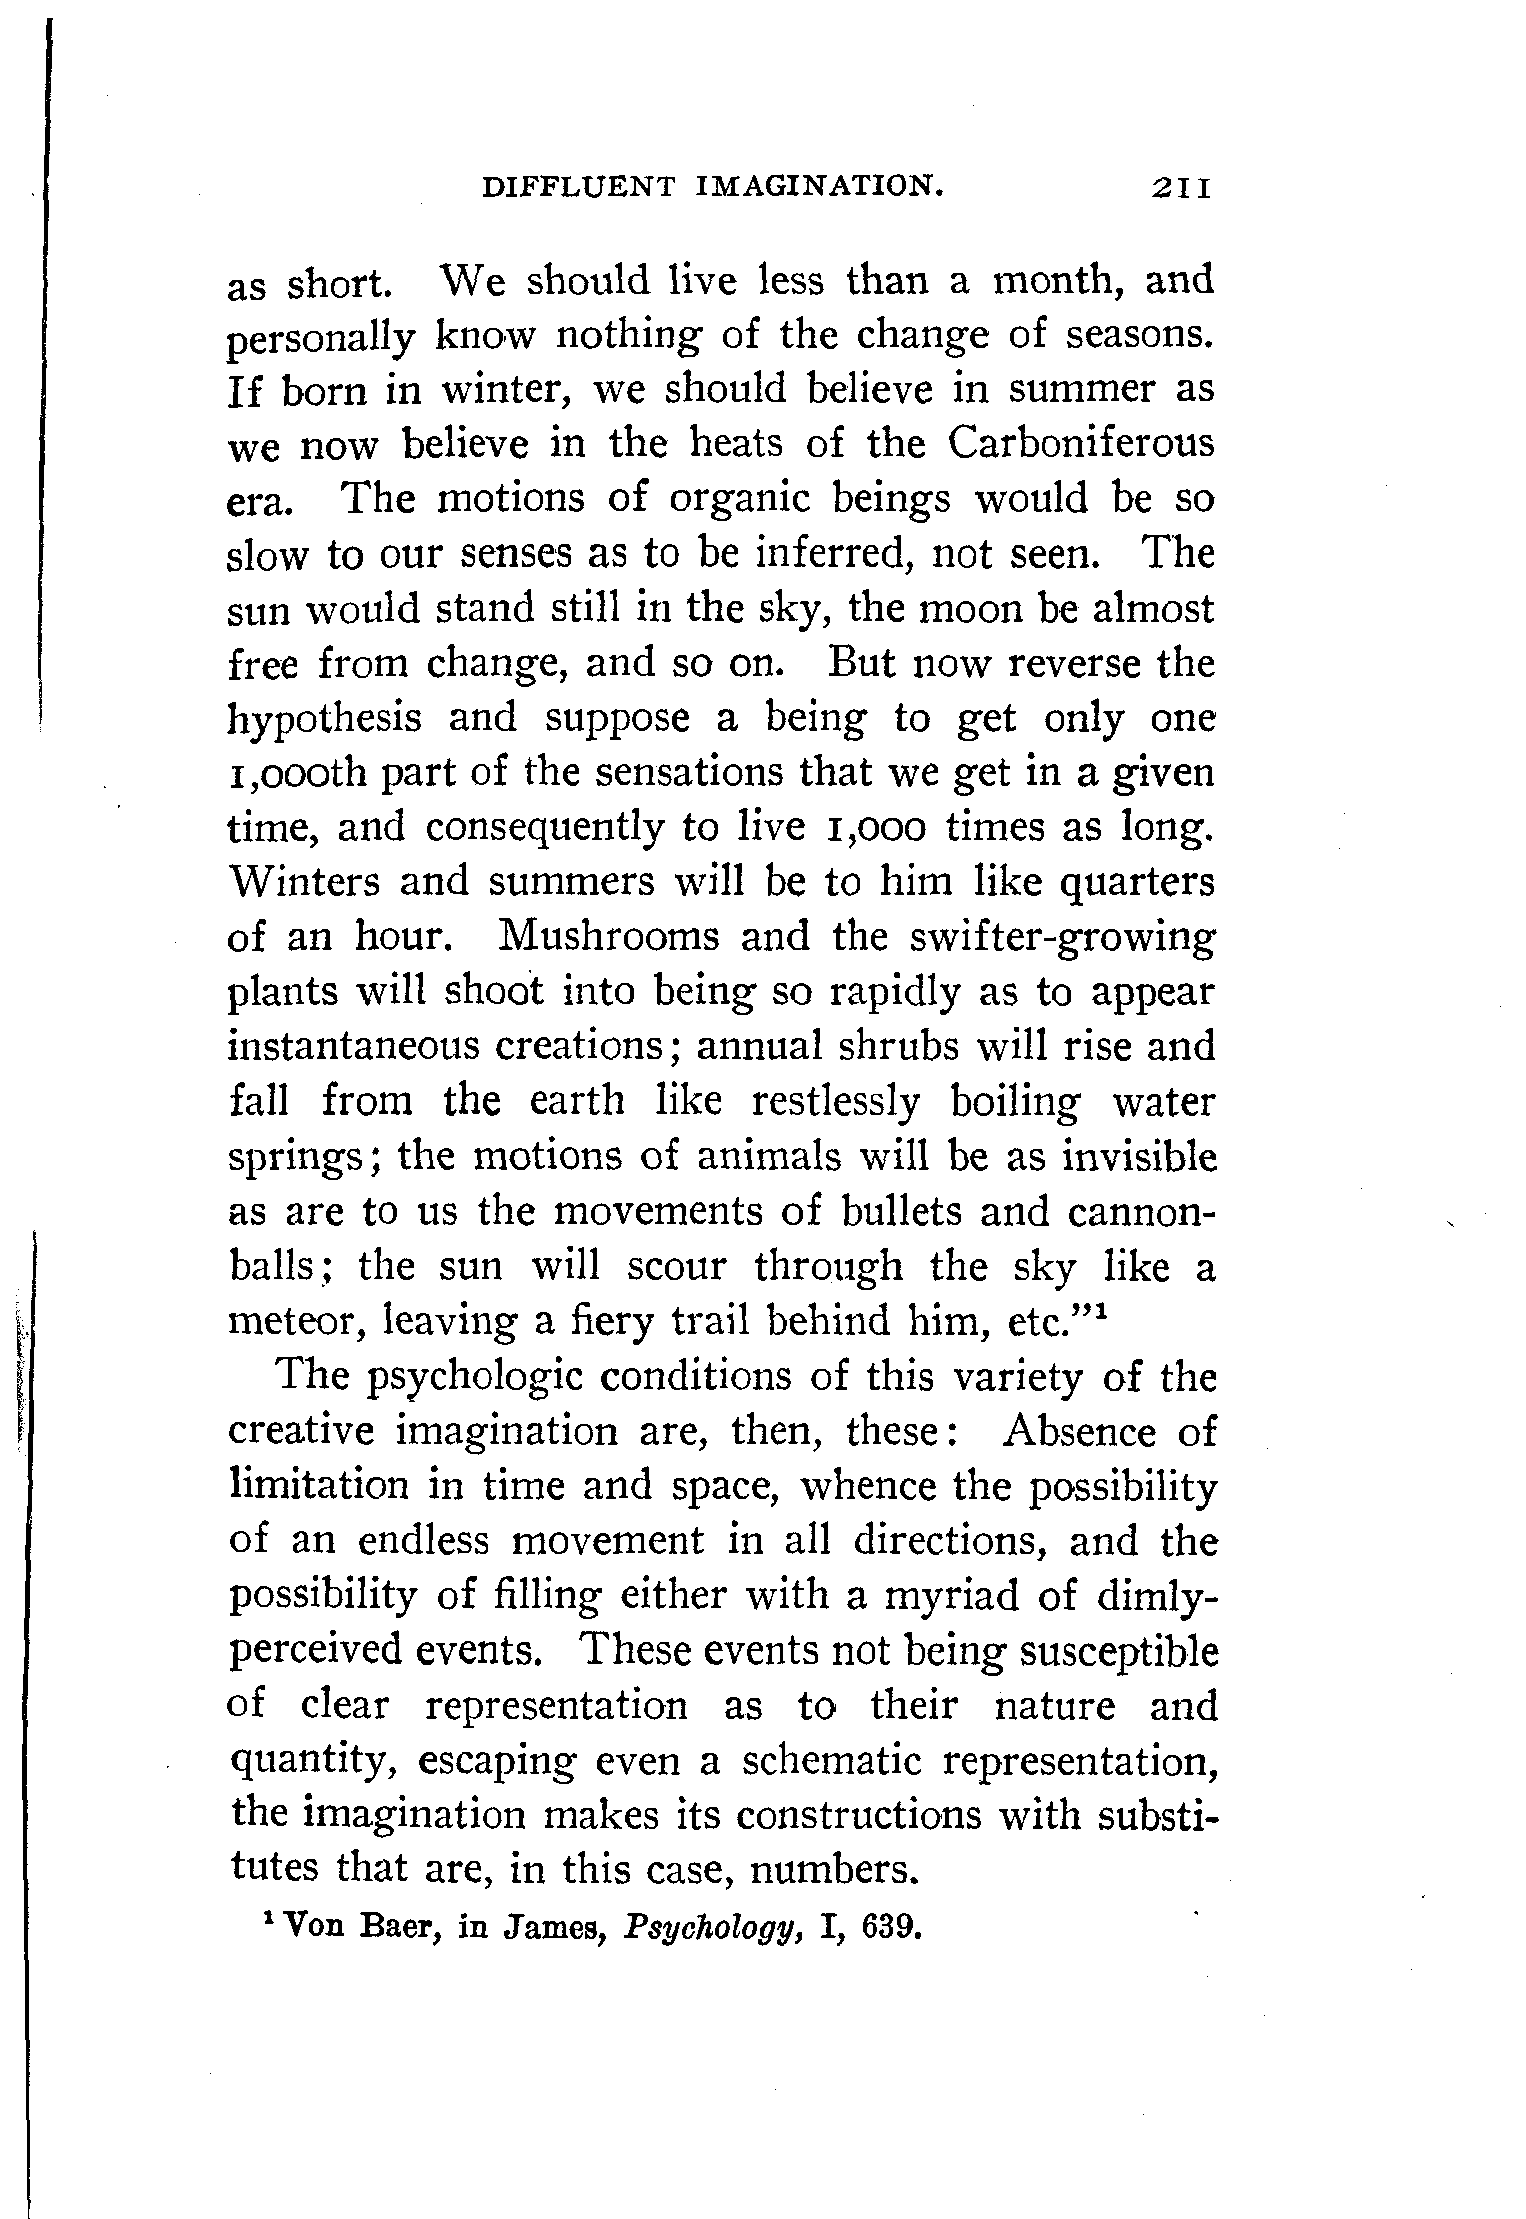 DIFFLUENT IMAGINATION. 211
as short. We should live less than a month, and
personally know nothing of the change of seasons.
If born in winter, we should believe in summer as
we now believe in the heats of the Carboniferous
era. The motions of organic beings would be so
slow to our senses as to be inferred, not seen. The
sun would stand still in the sky, the moon be almost
free from change, and so on. But now reverse the
hypothesis and suppose a being to get only one
1,000th part of the sensations that we get in a given
time, and consequently to live 1,000 times as long.
Winters and summers will be to him like quarters
of an hour. Mushrooms and the swifter-growing
plants will shoot into being so rapidly as to appear
instantaneous creations; annual shrubs will rise and
fall from the earth like restlessly boiling water
springs; the motions of animals will be as invisible
as are to us the movements of bullets and cannon-
balls; the sun will scour through the sky like a
meteor, leaving a fiery trail behind him, etc."¹
The psychologic conditions of this variety of the
creative imagination are, then, these: Absence of
limitation in time and space, whence the possibility
of an endless movement in all directions, and the
possibility of filling either with a myriad of dimly-
perceived events. These events not being susceptible
of clear representation as to their nature and
quantity, escaping even a schematic representation,
the imagination makes its constructions with substi-
tutes that are, in this case, numbers.
¹ Von Baer, in James, Psychology, I, 639.